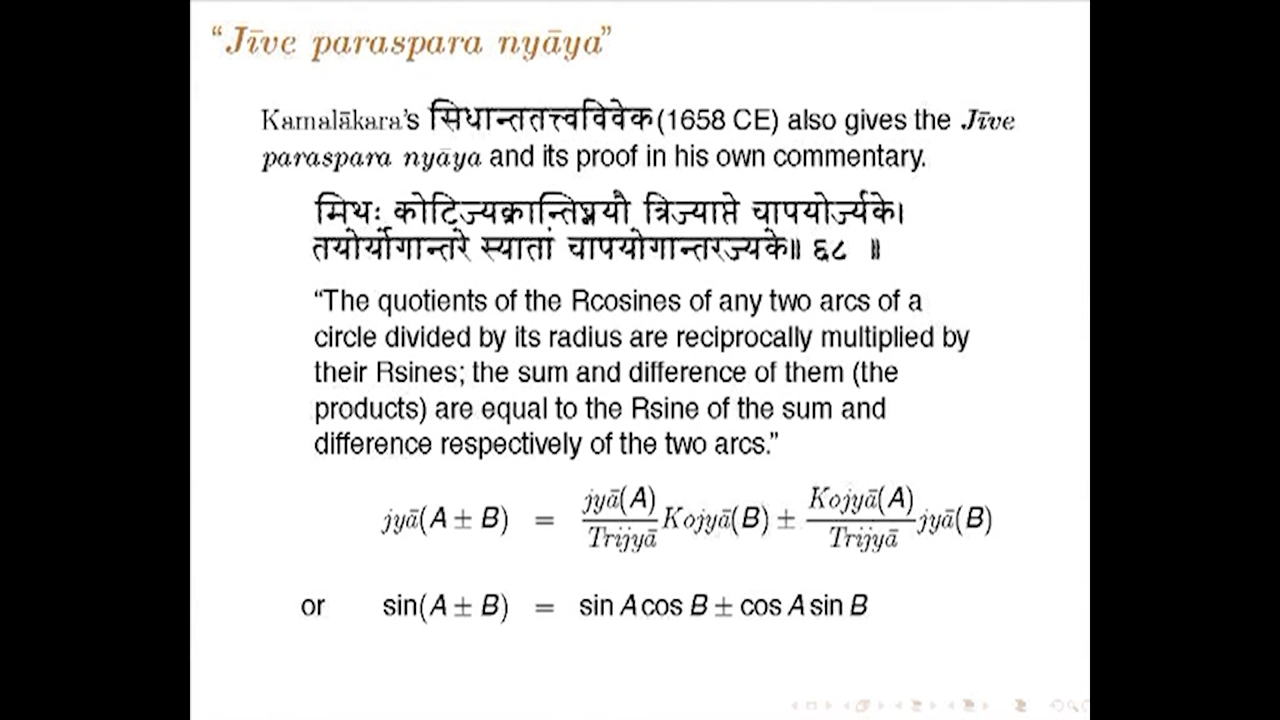 “Jīve paraspara nyāya”
Kamalākara's सिधान्ततत्त्वविवेक(1658 CE) also gives the Jīve
paraspara nyāya and its proof in his own commentary.
मिथः कोटिज्यक्रान्तिघ्नयौ त्रिज्याप्ते चापयोर्ज्यके।
तयोर्योगान्तरे स्यातां चापयोगान्तरज्यके॥ ६८ ॥
“The quotients of the Rcosines of any two arcs of a
circle divided by its radius are reciprocally multiplied by
their Rsines; the sum and difference of them (the
products) are equal to the Rsine of the sum and
difference respectively of the two arcs.”
jyā(A ± B) = jyā(A)/Trijyā Kojyā(B) ± Kojyā(A)/Trijyā jyā(B)
or sin(A ± B) = sin A cos B ± cos A sin B